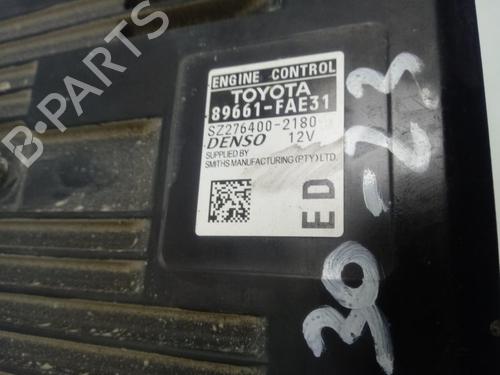 B-PARTS
ENGINE CONTROL
TOYOTA
89661-FAE31
SZ276400-2180
DENSO 12V
SUPPLIED BY
SMITHS MANUFACTURING (PTY) LTD.
ED
30-23